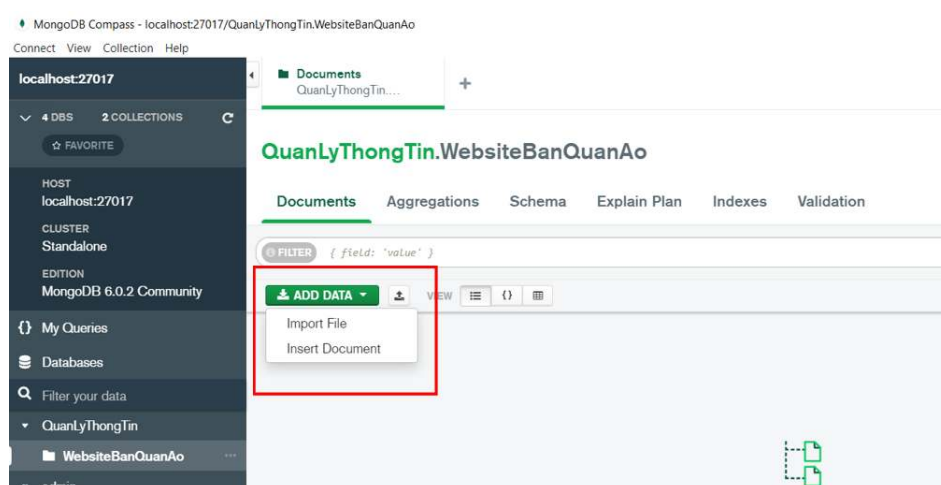 MongoDB Compass - localhost:27017/QuanLyThongTin.WebsiteBanQuanAo
Connect View Collection Help
localhost:27017
Documents
QuanLyThongTin....
4 DBS 2 COLLECTIONS
FAVORITE
HOST
localhost:27017
CLUSTER
Standalone
EDITION
MongoDB 6.0.2 Community
{} My Queries
Databases
Filter your data
QuanLyThongTin
WebsiteBanQuanAo
QuanLyThongTin.WebsiteBanQuanAo
Documents Aggregations Schema Explain Plan Indexes Validation
FILTER { field: 'value' }
ADD DATA VIEW {}
Import File
Insert Document